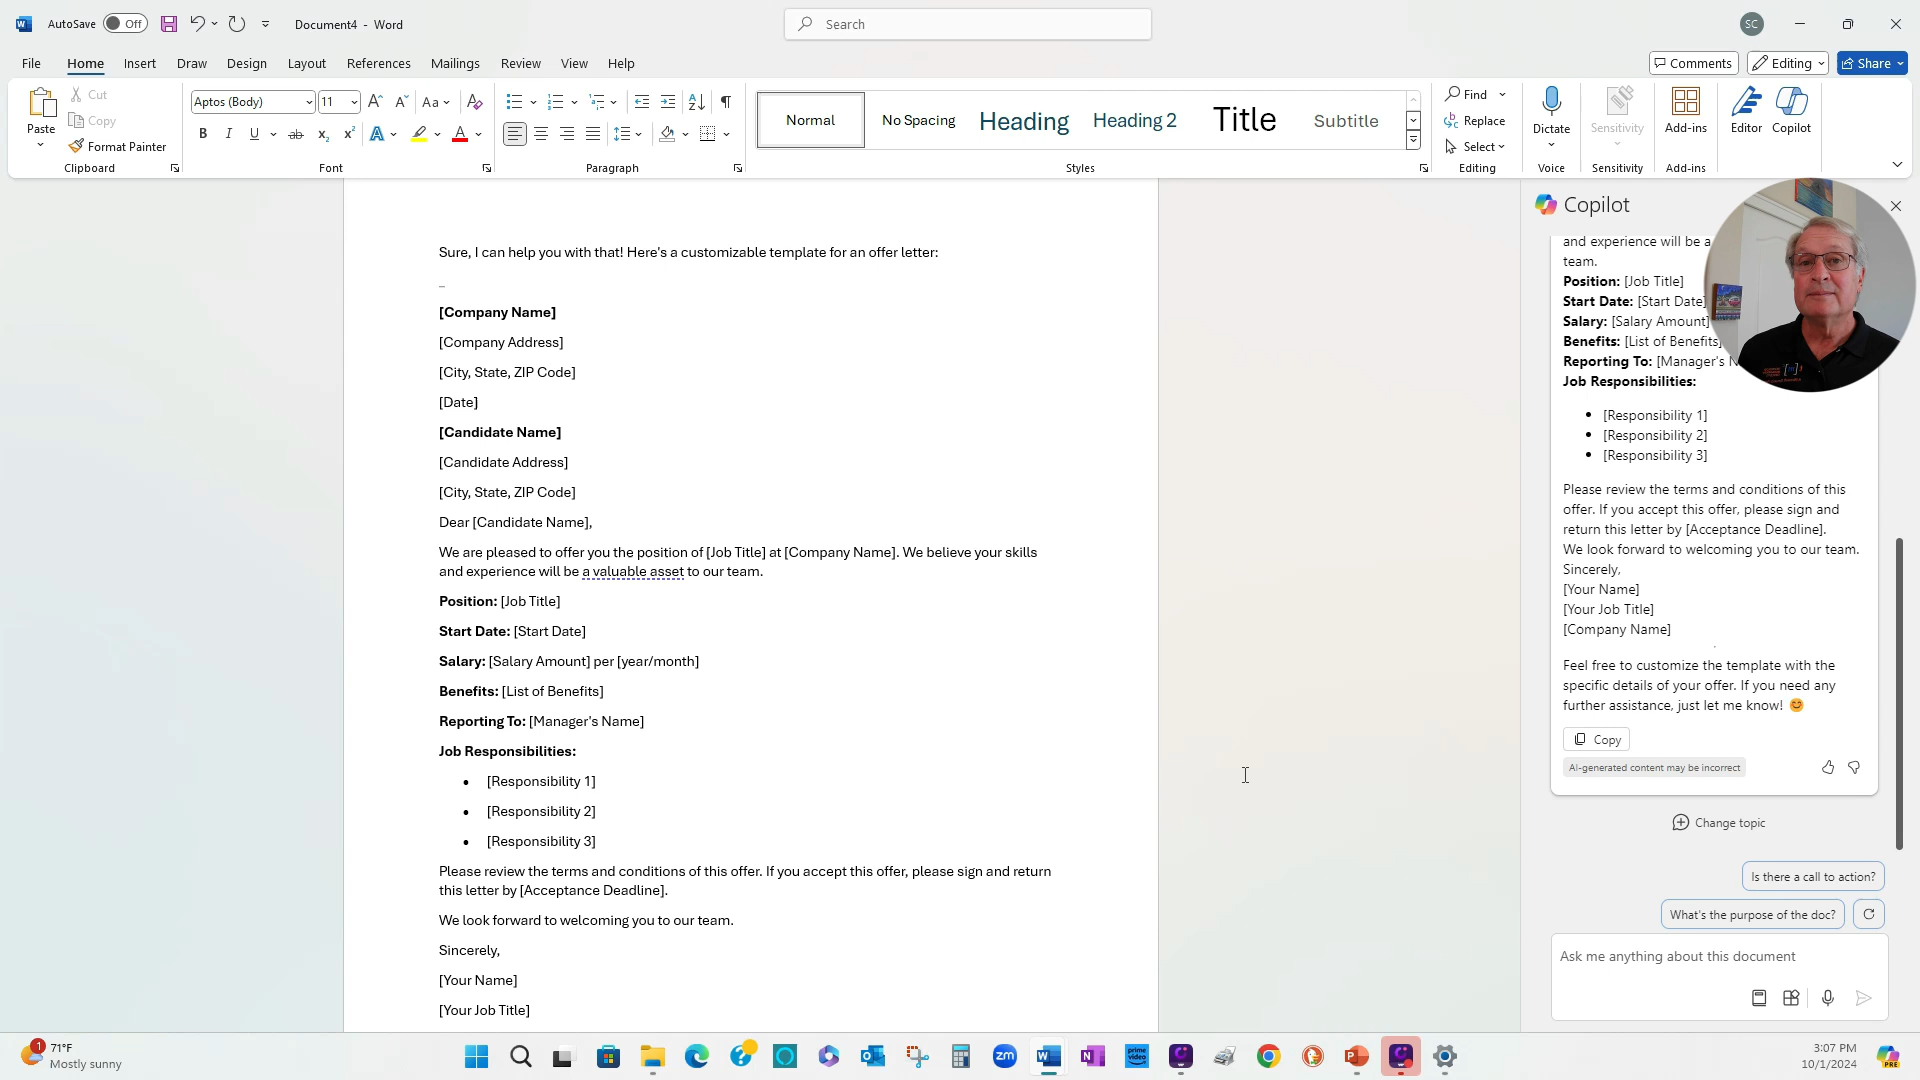 AutoSave Off Document4 - Word Search SC
File Home Insert Draw Design Layout References Mailings Review View Help Comments Editing Share
Paste Cut Copy Format Painter
Aptos (Body) 11 A A Aa A
B I U ab x₂ x² A A
Normal No Spacing Heading Heading 2 Title Subtitle
Find Replace Select
Dictate Sensitivity Add-ins Editor Copilot
Clipboard Font Paragraph Styles Editing Voice Sensitivity Add-ins
Sure, I can help you with that! Here's a customizable template for an offer letter:
_
[Company Name]
[Company Address]
[City, State, ZIP Code]
[Date]
[Candidate Name]
[Candidate Address]
[City, State, ZIP Code]
Dear [Candidate Name],
We are pleased to offer you the position of [Job Title] at [Company Name]. We believe your skills
and experience will be a valuable asset to our team.
Position: [Job Title]
Start Date: [Start Date]
Salary: [Salary Amount] per [year/month]
Benefits: [List of Benefits]
Reporting To: [Manager's Name]
Job Responsibilities:
• [Responsibility 1]
• [Responsibility 2]
• [Responsibility 3]
Please review the terms and conditions of this offer. If you accept this offer, please sign and return
this letter by [Acceptance Deadline].
We look forward to welcoming you to our team.
Sincerely,
[Your Name]
[Your Job Title]
Copilot
and experience will be a
team.
Position: [Job Title]
Start Date: [Start Date]
Salary: [Salary Amount]
Benefits: [List of Benefits]
Reporting To: [Manager's N
Job Responsibilities:
• [Responsibility 1]
• [Responsibility 2]
• [Responsibility 3]
Please review the terms and conditions of this
offer. If you accept this offer, please sign and
return this letter by [Acceptance Deadline].
We look forward to welcoming you to our team.
Sincerely,
[Your Name]
[Your Job Title]
[Company Name]
Feel free to customize the template with the
specific details of your offer. If you need any
further assistance, just let me know! 😊
Copy
AI-generated content may be incorrect
Change topic
Is there a call to action?
What's the purpose of the doc?
Ask me anything about this document
1 71°F
Mostly sunny
zm
prime video
PRE
3:07 PM
10/1/2024